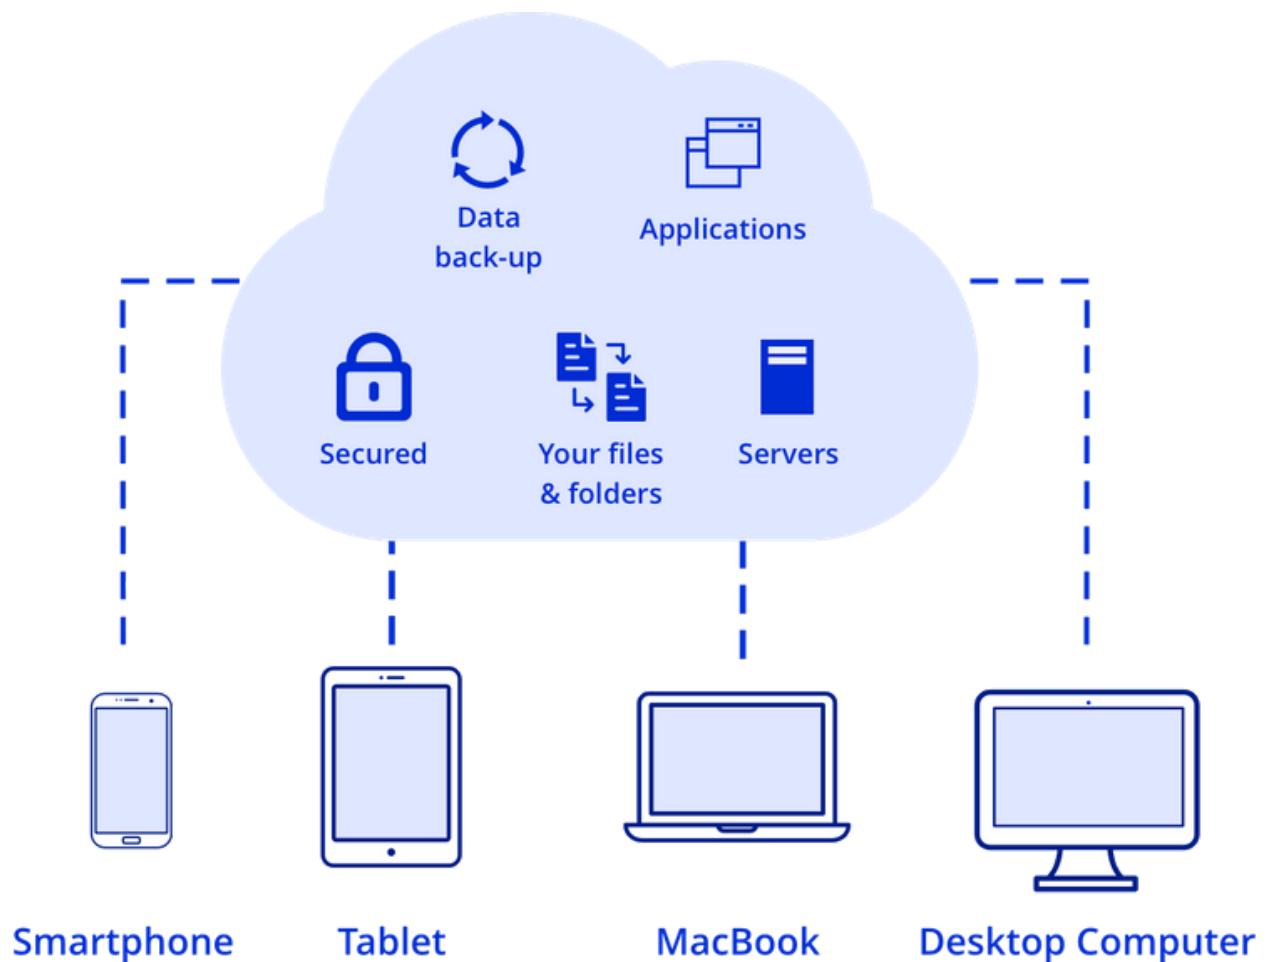 Data
back-up
Applications
Secured
Your files
& folders
Servers
Smartphone
Tablet
MacBook
Desktop Computer